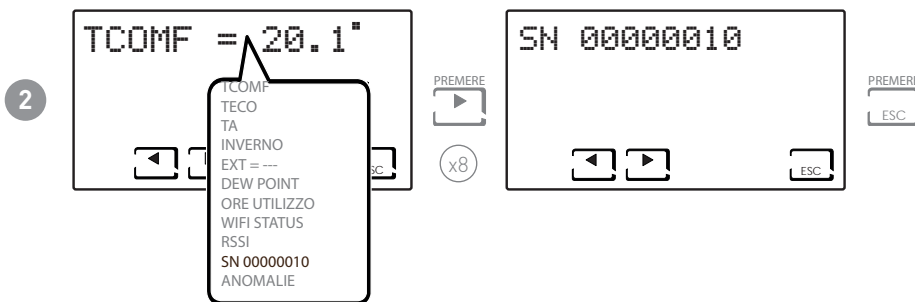 2
TCOMF = 20.1°
TCOMF
TECO
TA
INVERNO
EXT = ---
DEW POINT
ORE UTILIZZO
WIFI STATUS
RSSI
SN 00000010
ANOMALIE
SC
PREMERE
x8
SN 00000010
ESC
PREMERE
ESC